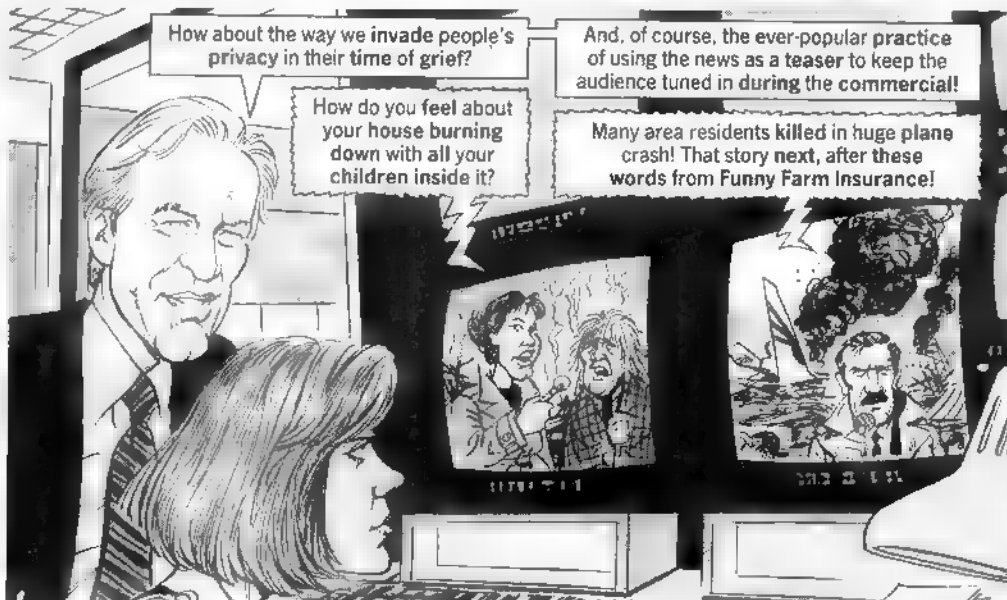 How about the way we invade people's
privacy in their time of grief?
And, of course, the ever-popular practice
of using the news as a teaser to keep the
audience tuned in during the commercial!
How do you feel about
your house burning
down with all your
children inside it?
Many area residents killed in huge plane
crash! That story next, after these
words from Funny Farm Insurance!